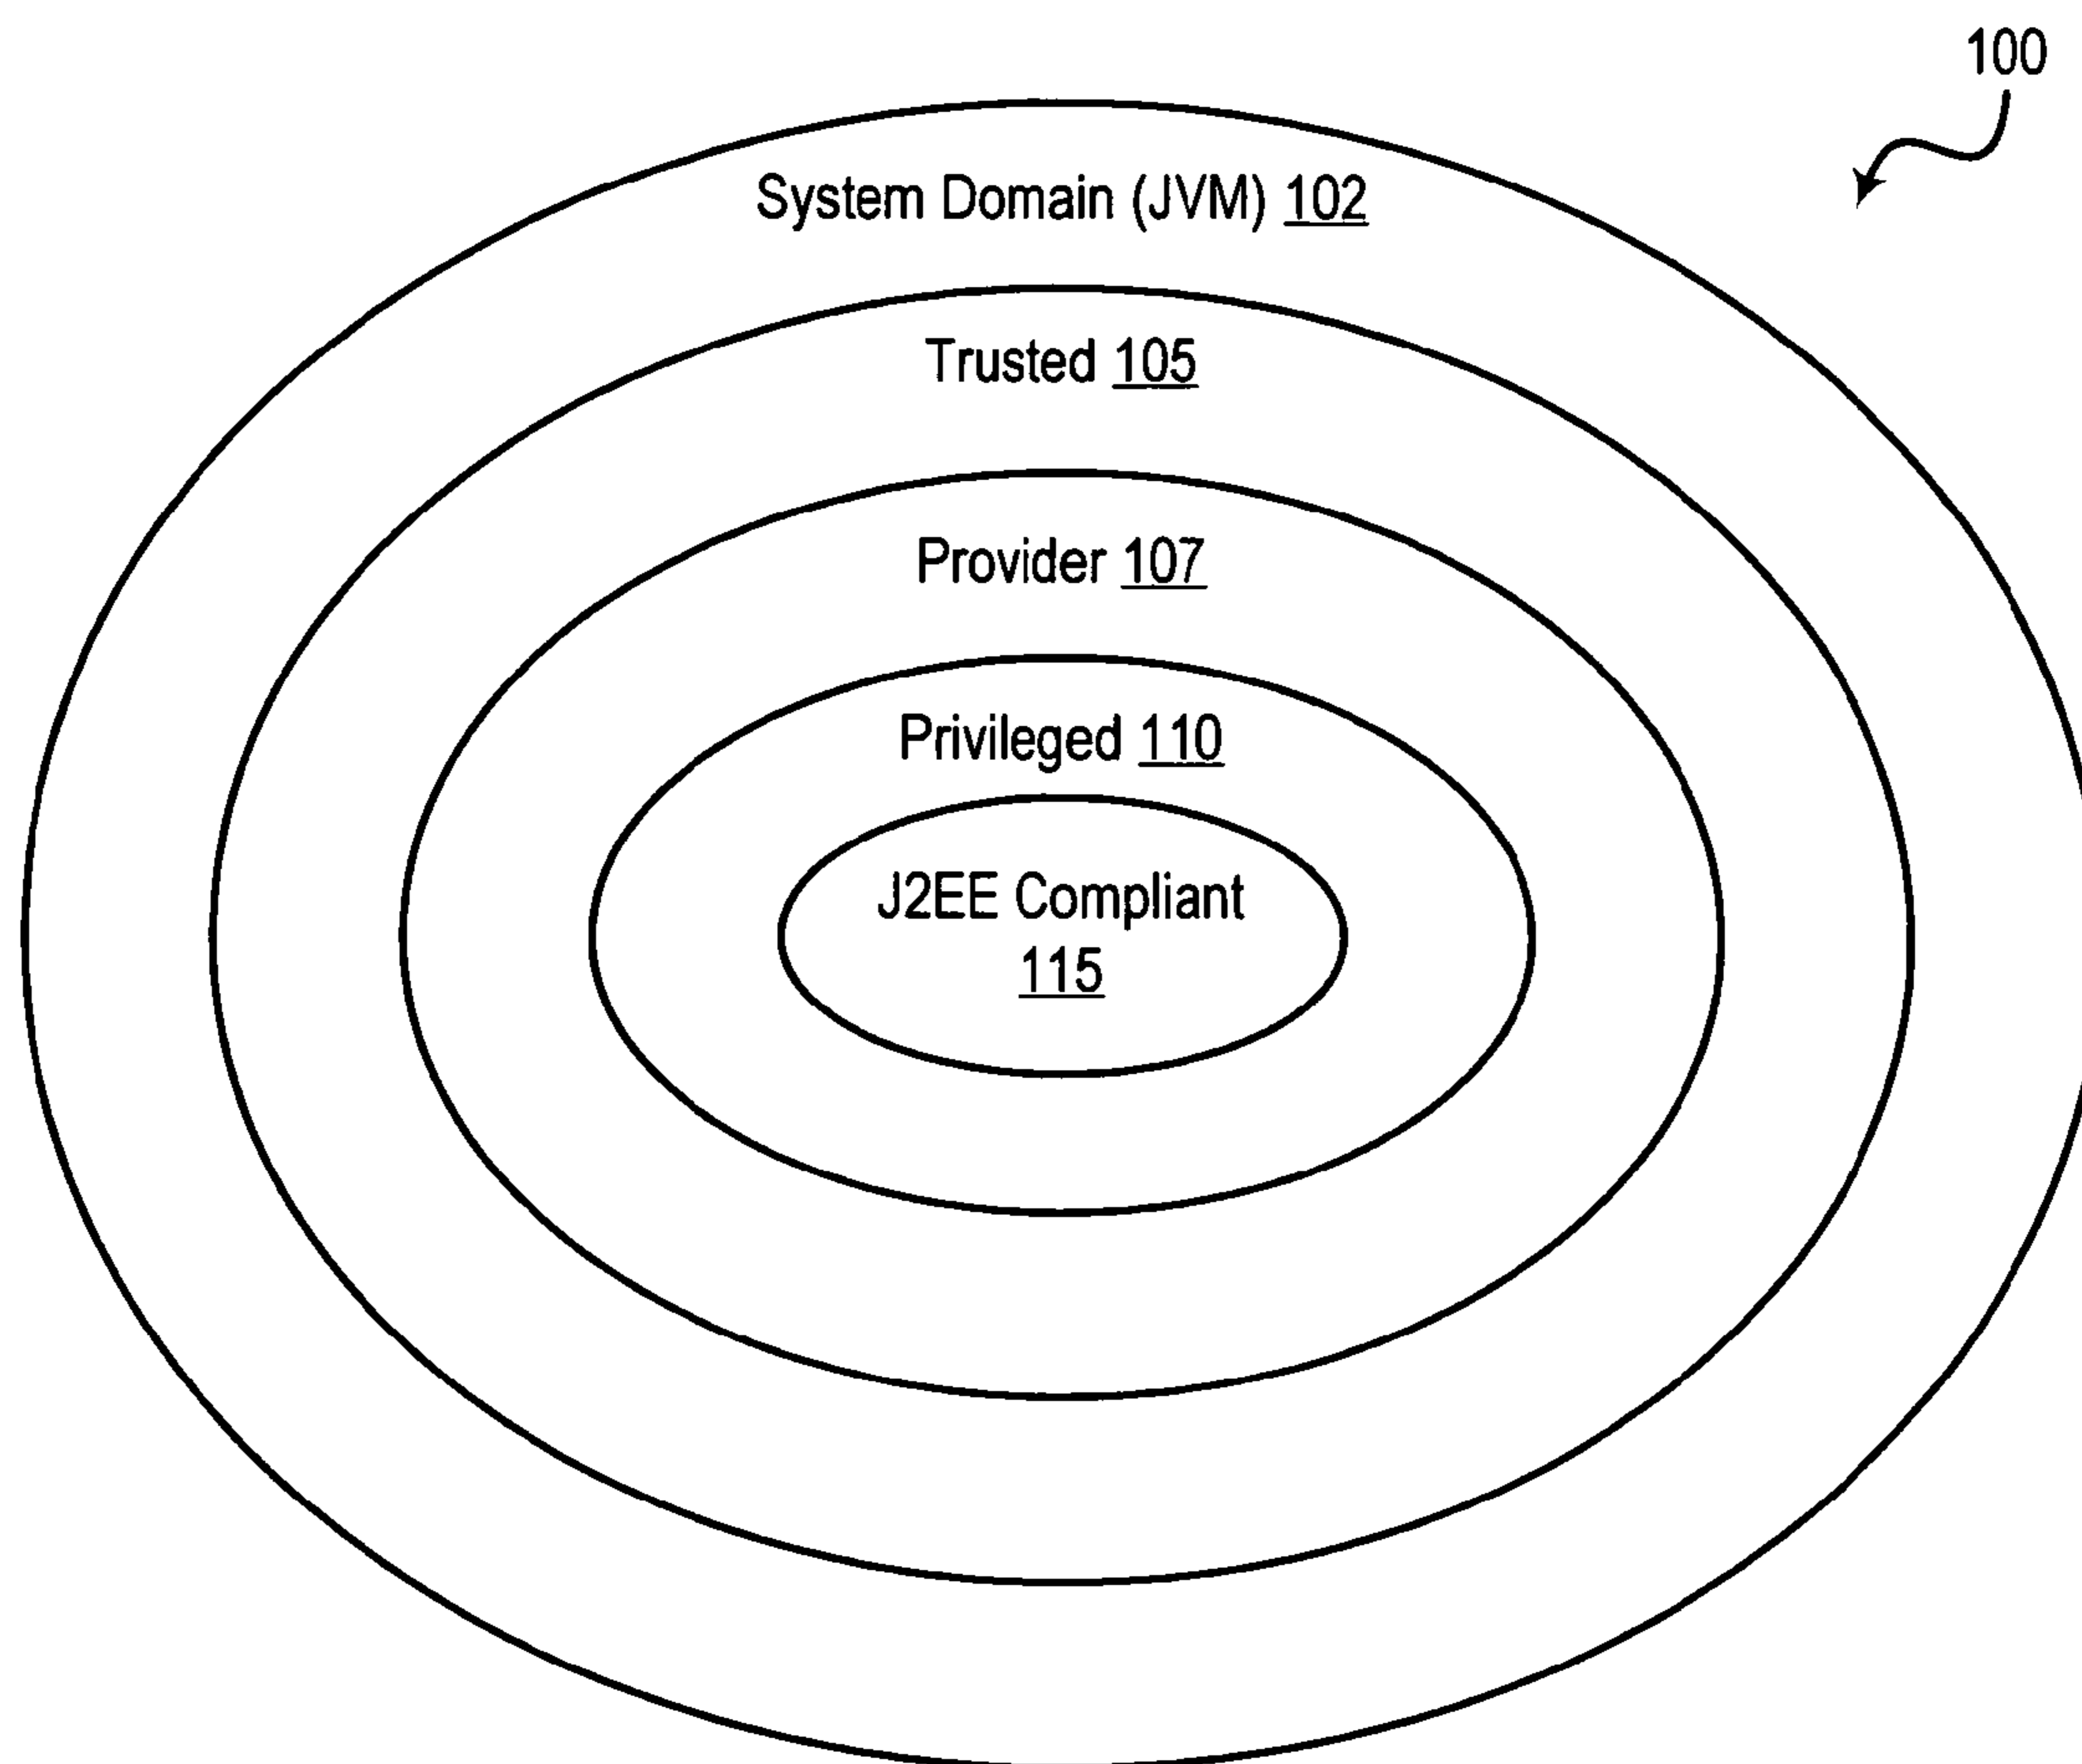 100
System Domain (JVM) 102
Trusted 105
Provider 107
Privileged 110
J2EE Compliant
115